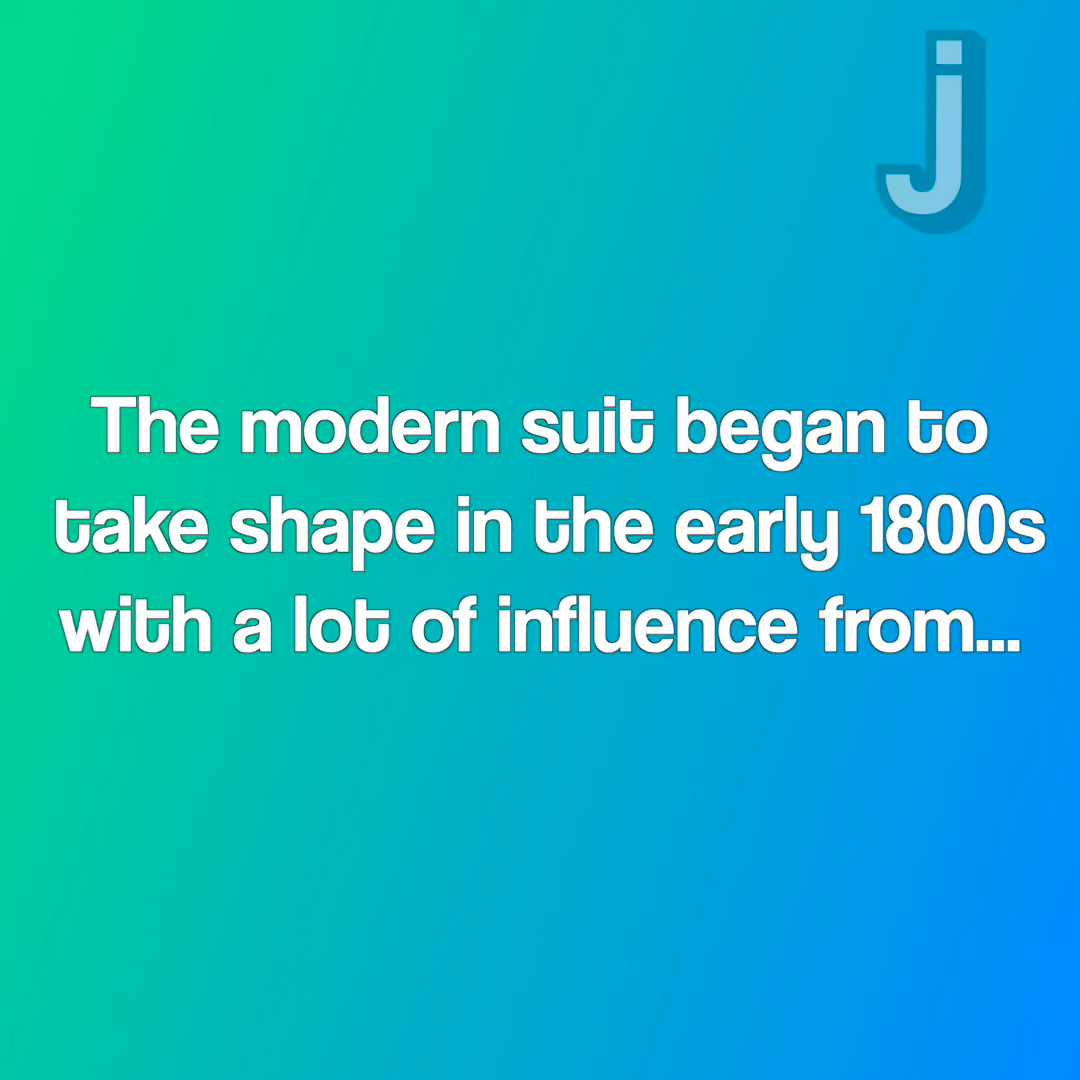 j
The modern suit began to
take shape in the early 1800s
with a lot of influence from...